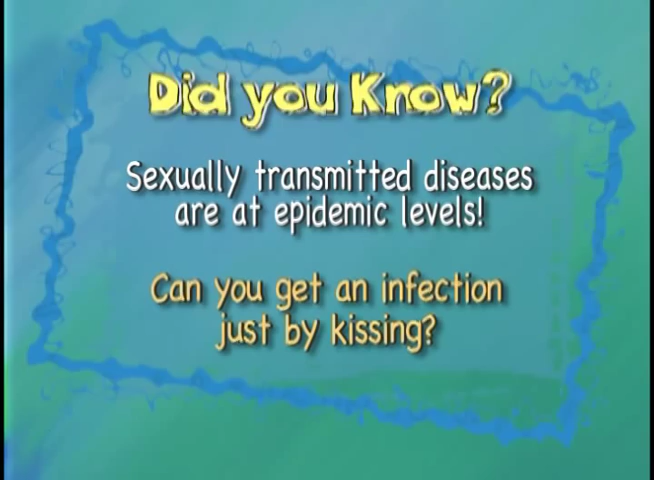 Did you Know?
Sexually transmitted diseases
are at epidemic levels!
Can you get an infection
just by kissing?